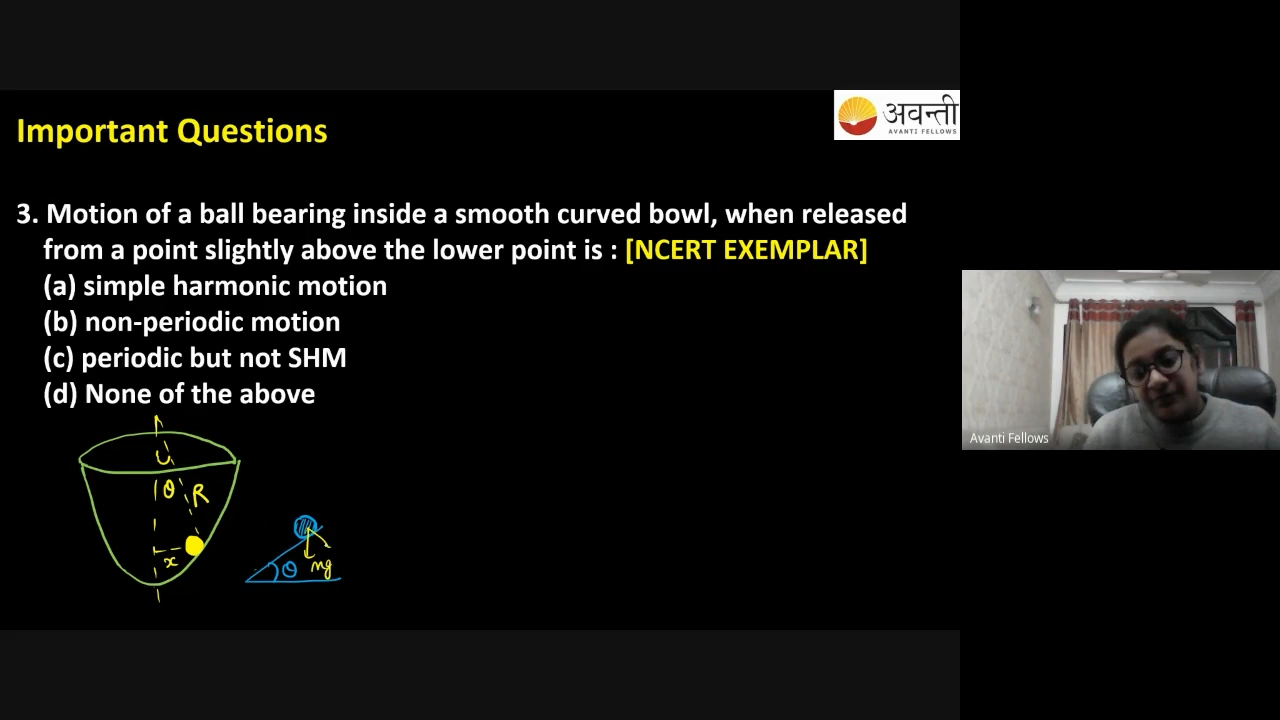 अवन्ती
AVANTI FELLOWS
Important Questions
3. Motion of a ball bearing inside a smooth curved bowl, when released
from a point slightly above the lower point is : [NCERT EXEMPLAR]
(a) simple harmonic motion
(b) non-periodic motion
(c) periodic but not SHM
(d) None of the above
θ R
x
θ mg
Avanti Fellows